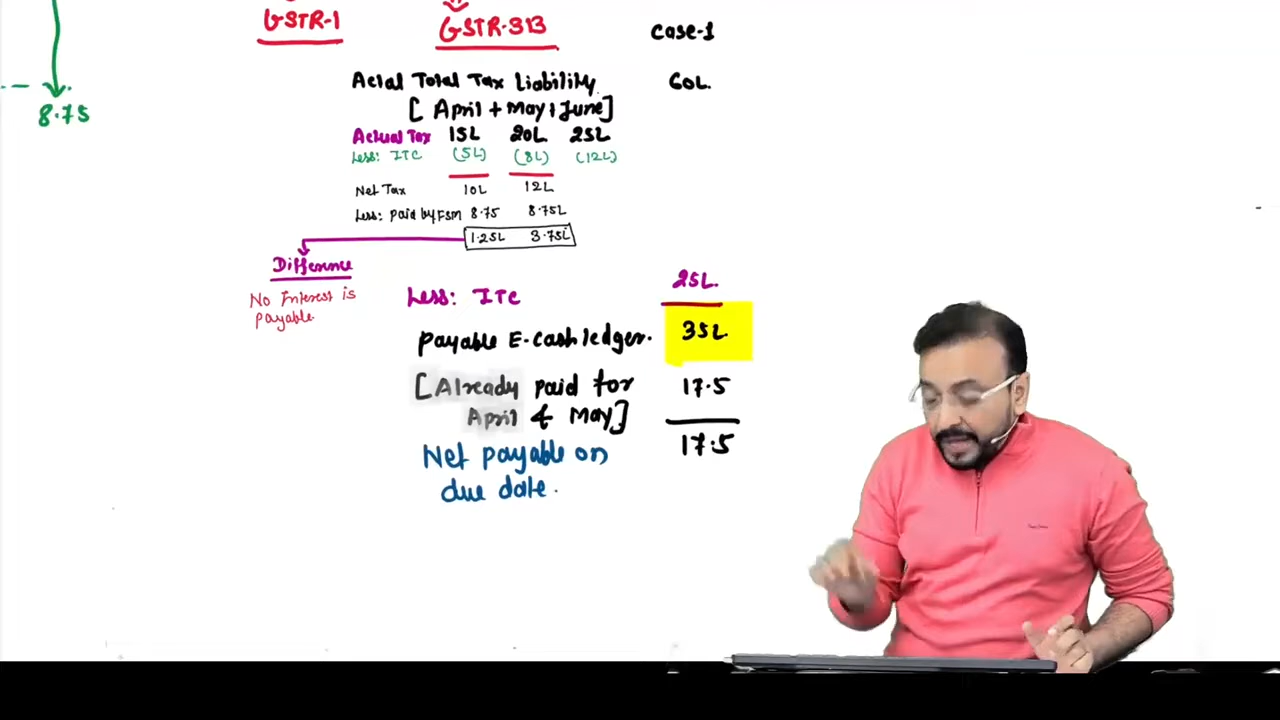 GSTR-1 GSTR-3B Case-1
8.75
Actal Total Tax Liability. 60L.
[April + May + June]
Actual Tax 15L 20L 25L
Less: ITC (5L) (8L) (12L)
Net Tax 10L 12L
Less: Paid by FSM 8.75 8.75L
1.25L 3.75L
Difference
No Interest is
payable.
Less: ITC 25L.
Payable E-cash ledger. 35L.
[Already paid for 17.5
April & May]
Net payable on 17.5
due date.